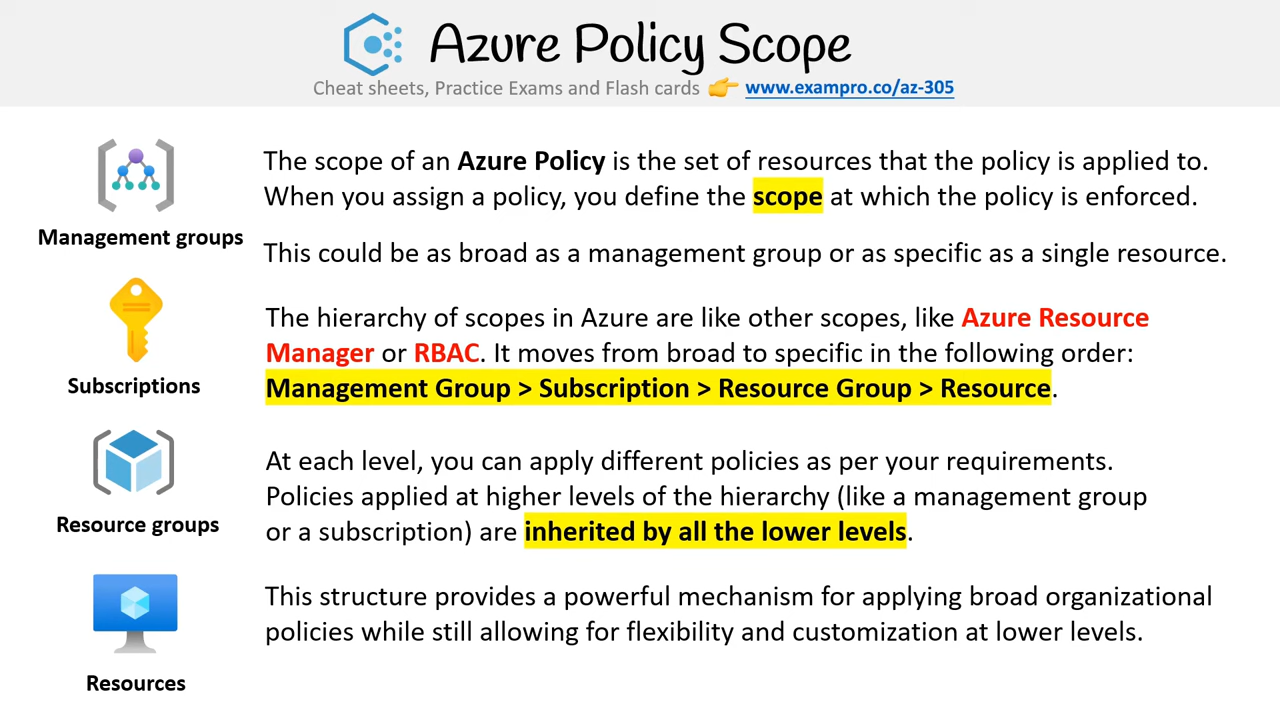 Azure Policy Scope
Cheat sheets, Practice Exams and Flash cards 👉 www.exampro.co/az-305
Management groups
The scope of an Azure Policy is the set of resources that the policy is applied to.
When you assign a policy, you define the scope at which the policy is enforced.
This could be as broad as a management group or as specific as a single resource.
Subscriptions
The hierarchy of scopes in Azure are like other scopes, like Azure Resource
Manager or RBAC. It moves from broad to specific in the following order:
Management Group > Subscription > Resource Group > Resource.
Resource groups
At each level, you can apply different policies as per your requirements.
Policies applied at higher levels of the hierarchy (like a management group
or a subscription) are inherited by all the lower levels.
Resources
This structure provides a powerful mechanism for applying broad organizational
policies while still allowing for flexibility and customization at lower levels.